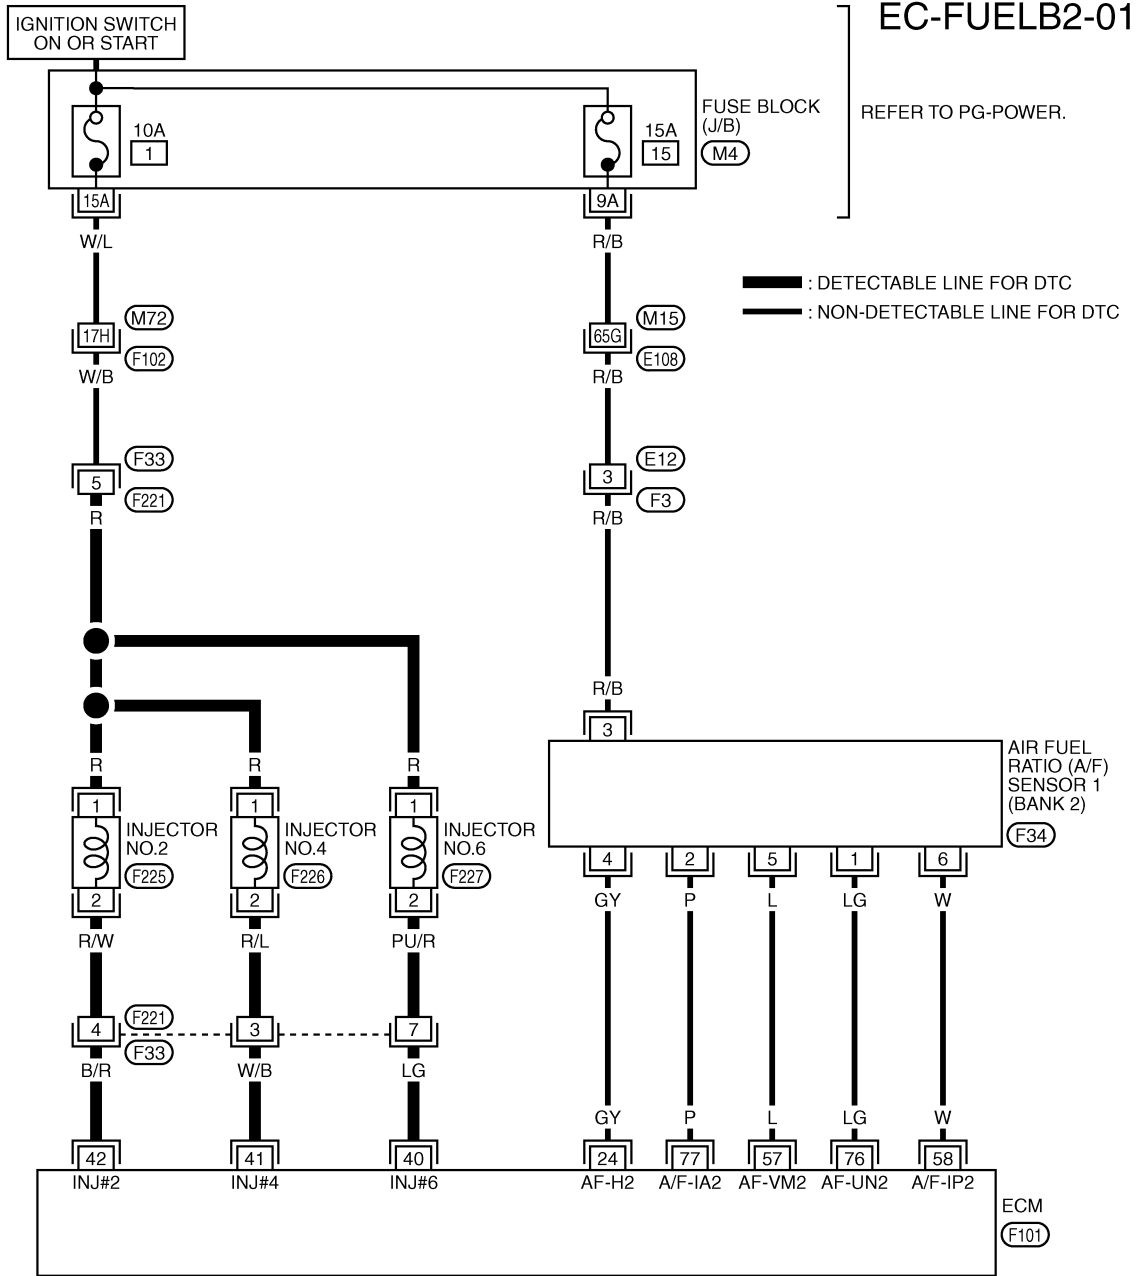 EC-FUELB2-01
IGNITION SWITCH
ON OR START
FUSE BLOCK
(J/B)
M4
REFER TO PG-POWER.
10A
1
15A
15
15A
9A
W/L
R/B
: DETECTABLE LINE FOR DTC
: NON-DETECTABLE LINE FOR DTC
17H
M72
F102
65G
M15
E108
W/B
R/B
5
F33
F221
3
E12
F3
R
R/B
R/B
3
R
R
R
AIR FUEL
RATIO (A/F)
SENSOR 1
(BANK 2)
F34
1
1
1
INJECTOR
NO.2
F225
INJECTOR
NO.4
F226
INJECTOR
NO.6
F227
2
2
2
4
2
5
1
6
GY
P
L
LG
W
R/W
R/L
PU/R
4
F221
F33
3
7
B/R
W/B
LG
GY
P
L
LG
W
42
41
40
24
77
57
76
58
INJ#2
INJ#4
INJ#6
AF-H2
A/F-IA2
AF-VM2
AF-UN2
A/F-IP2
ECM
F101